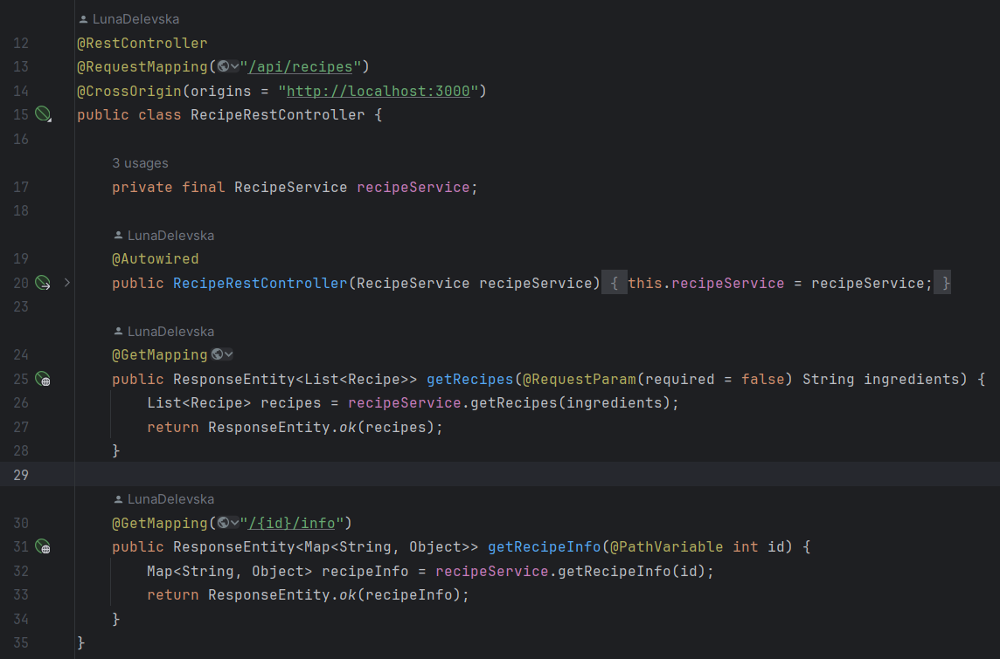 LunaDelevska
12 @RestController
13 @RequestMapping("/api/recipes")
14 @CrossOrigin(origins = "http://localhost:3000")
15 public class RecipeRestController {
16
3 usages
17 private final RecipeService recipeService;
18
LunaDelevska
19 @Autowired
20 public RecipeRestController(RecipeService recipeService) { this.recipeService = recipeService; }
23
LunaDelevska
24 @GetMapping
25 public ResponseEntity<List<Recipe>> getRecipes(@RequestParam(required = false) String ingredients) {
26 List<Recipe> recipes = recipeService.getRecipes(ingredients);
27 return ResponseEntity.ok(recipes);
28 }
29
LunaDelevska
30 @GetMapping("/{id}/info")
31 public ResponseEntity<Map<String, Object>> getRecipeInfo(@PathVariable int id) {
32 Map<String, Object> recipeInfo = recipeService.getRecipeInfo(id);
33 return ResponseEntity.ok(recipeInfo);
34 }
35 }